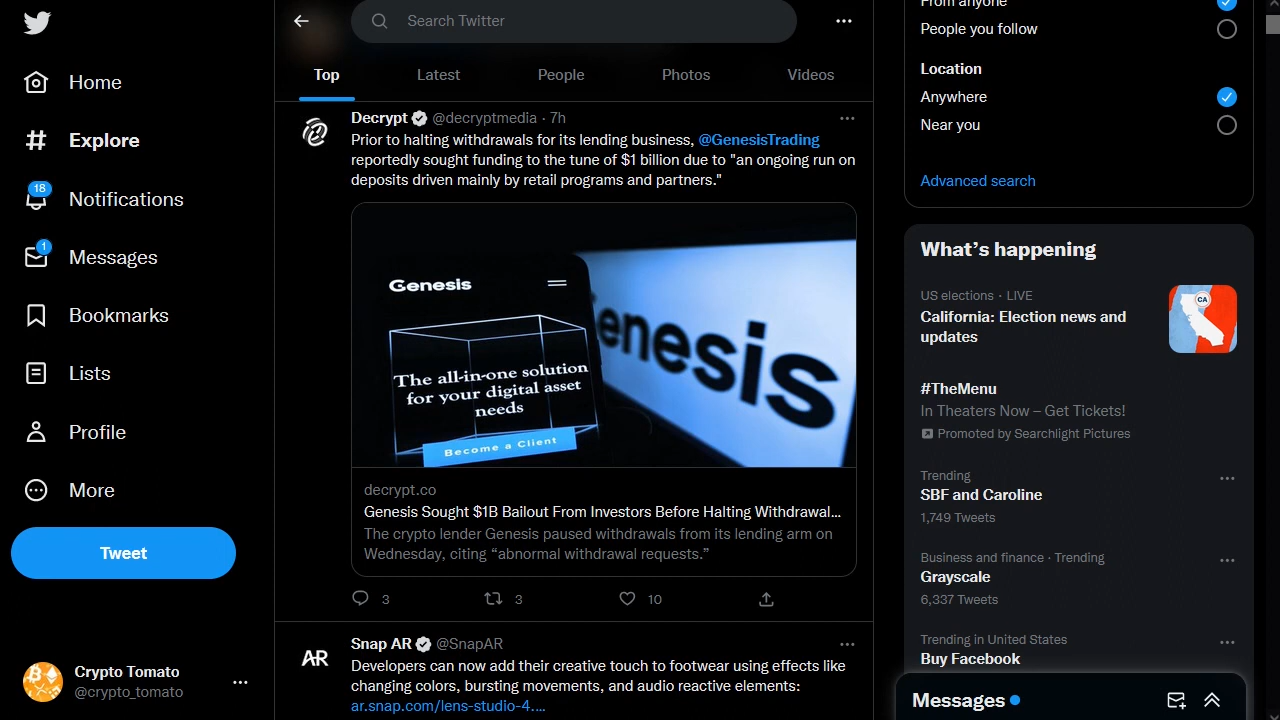 Home
Explore
18
Notifications
1
Messages
Bookmarks
Lists
Profile
More
Tweet
Crypto Tomato
@crypto_tomato
Search Twitter
Top
Latest
People
Photos
Videos
Decrypt @decryptmedia · 7h
Prior to halting withdrawals for its lending business, @GenesisTrading
reportedly sought funding to the tune of $1 billion due to "an ongoing run on
deposits driven mainly by retail programs and partners."
Genesis
The all-in-one solution
for your digital asset
needs
Become a Client
enesis
decrypt.co
Genesis Sought $1B Bailout From Investors Before Halting Withdrawal...
The crypto lender Genesis paused withdrawals from its lending arm on
Wednesday, citing “abnormal withdrawal requests.”
3
3
10
AR
Snap AR @SnapAR
Developers can now add their creative touch to footwear using effects like
changing colors, bursting movements, and audio reactive elements:
ar.snap.com/lens-studio-4....
From anyone
People you follow
Location
Anywhere
Near you
Advanced search
What’s happening
US elections · LIVE
California: Election news and
updates
CA
#TheMenu
In Theaters Now – Get Tickets!
Promoted by Searchlight Pictures
Trending
SBF and Caroline
1,749 Tweets
Business and finance · Trending
Grayscale
6,337 Tweets
Trending in United States
Buy Facebook
Messages